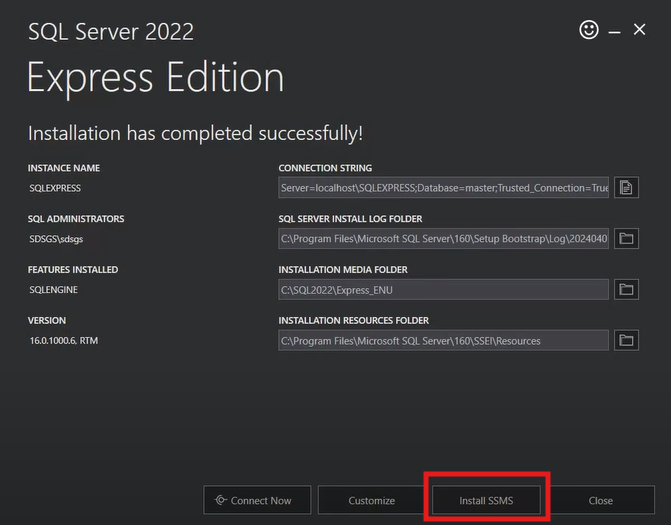 SQL Server 2022
Express Edition
Installation has completed successfully!
INSTANCE NAME
SQLEXPRESS
CONNECTION STRING
Server=localhost\SQLEXPRESS;Database=master;Trusted_Connection=True
SQL ADMINISTRATORS
SDSGS\sdsgs
SQL SERVER INSTALL LOG FOLDER
C:\Program Files\Microsoft SQL Server\160\Setup Bootstrap\Log\2024040
FEATURES INSTALLED
SQLENGINE
INSTALLATION MEDIA FOLDER
C:\SQL2022\Express_ENU
VERSION
16.0.1000.6, RTM
INSTALLATION RESOURCES FOLDER
C:\Program Files\Microsoft SQL Server\160\SSEI\Resources
Connect Now
Customize
Install SSMS
Close